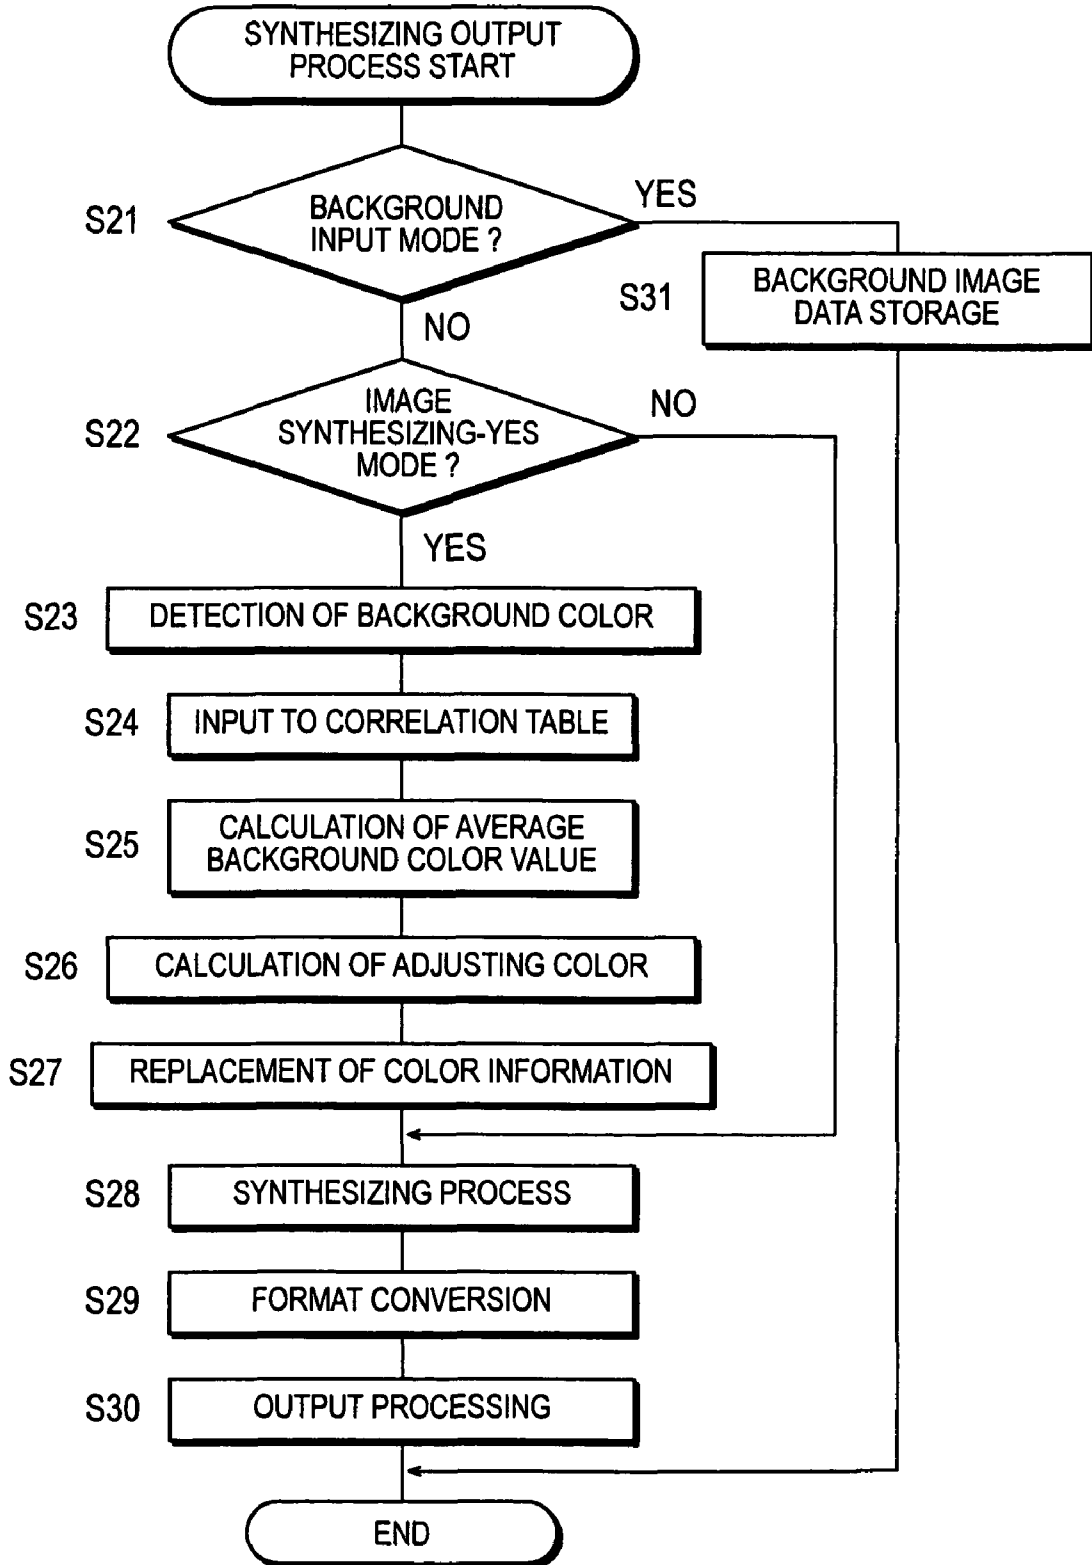 SYNTHESIZING OUTPUT
PROCESS START
S21
BACKGROUND
INPUT MODE ?
YES
S31
BACKGROUND IMAGE
DATA STORAGE
NO
S22
IMAGE
SYNTHESIZING-YES
MODE ?
NO
YES
S23
DETECTION OF BACKGROUND COLOR
S24
INPUT TO CORRELATION TABLE
S25
CALCULATION OF AVERAGE
BACKGROUND COLOR VALUE
S26
CALCULATION OF ADJUSTING COLOR
S27
REPLACEMENT OF COLOR INFORMATION
S28
SYNTHESIZING PROCESS
S29
FORMAT CONVERSION
S30
OUTPUT PROCESSING
END